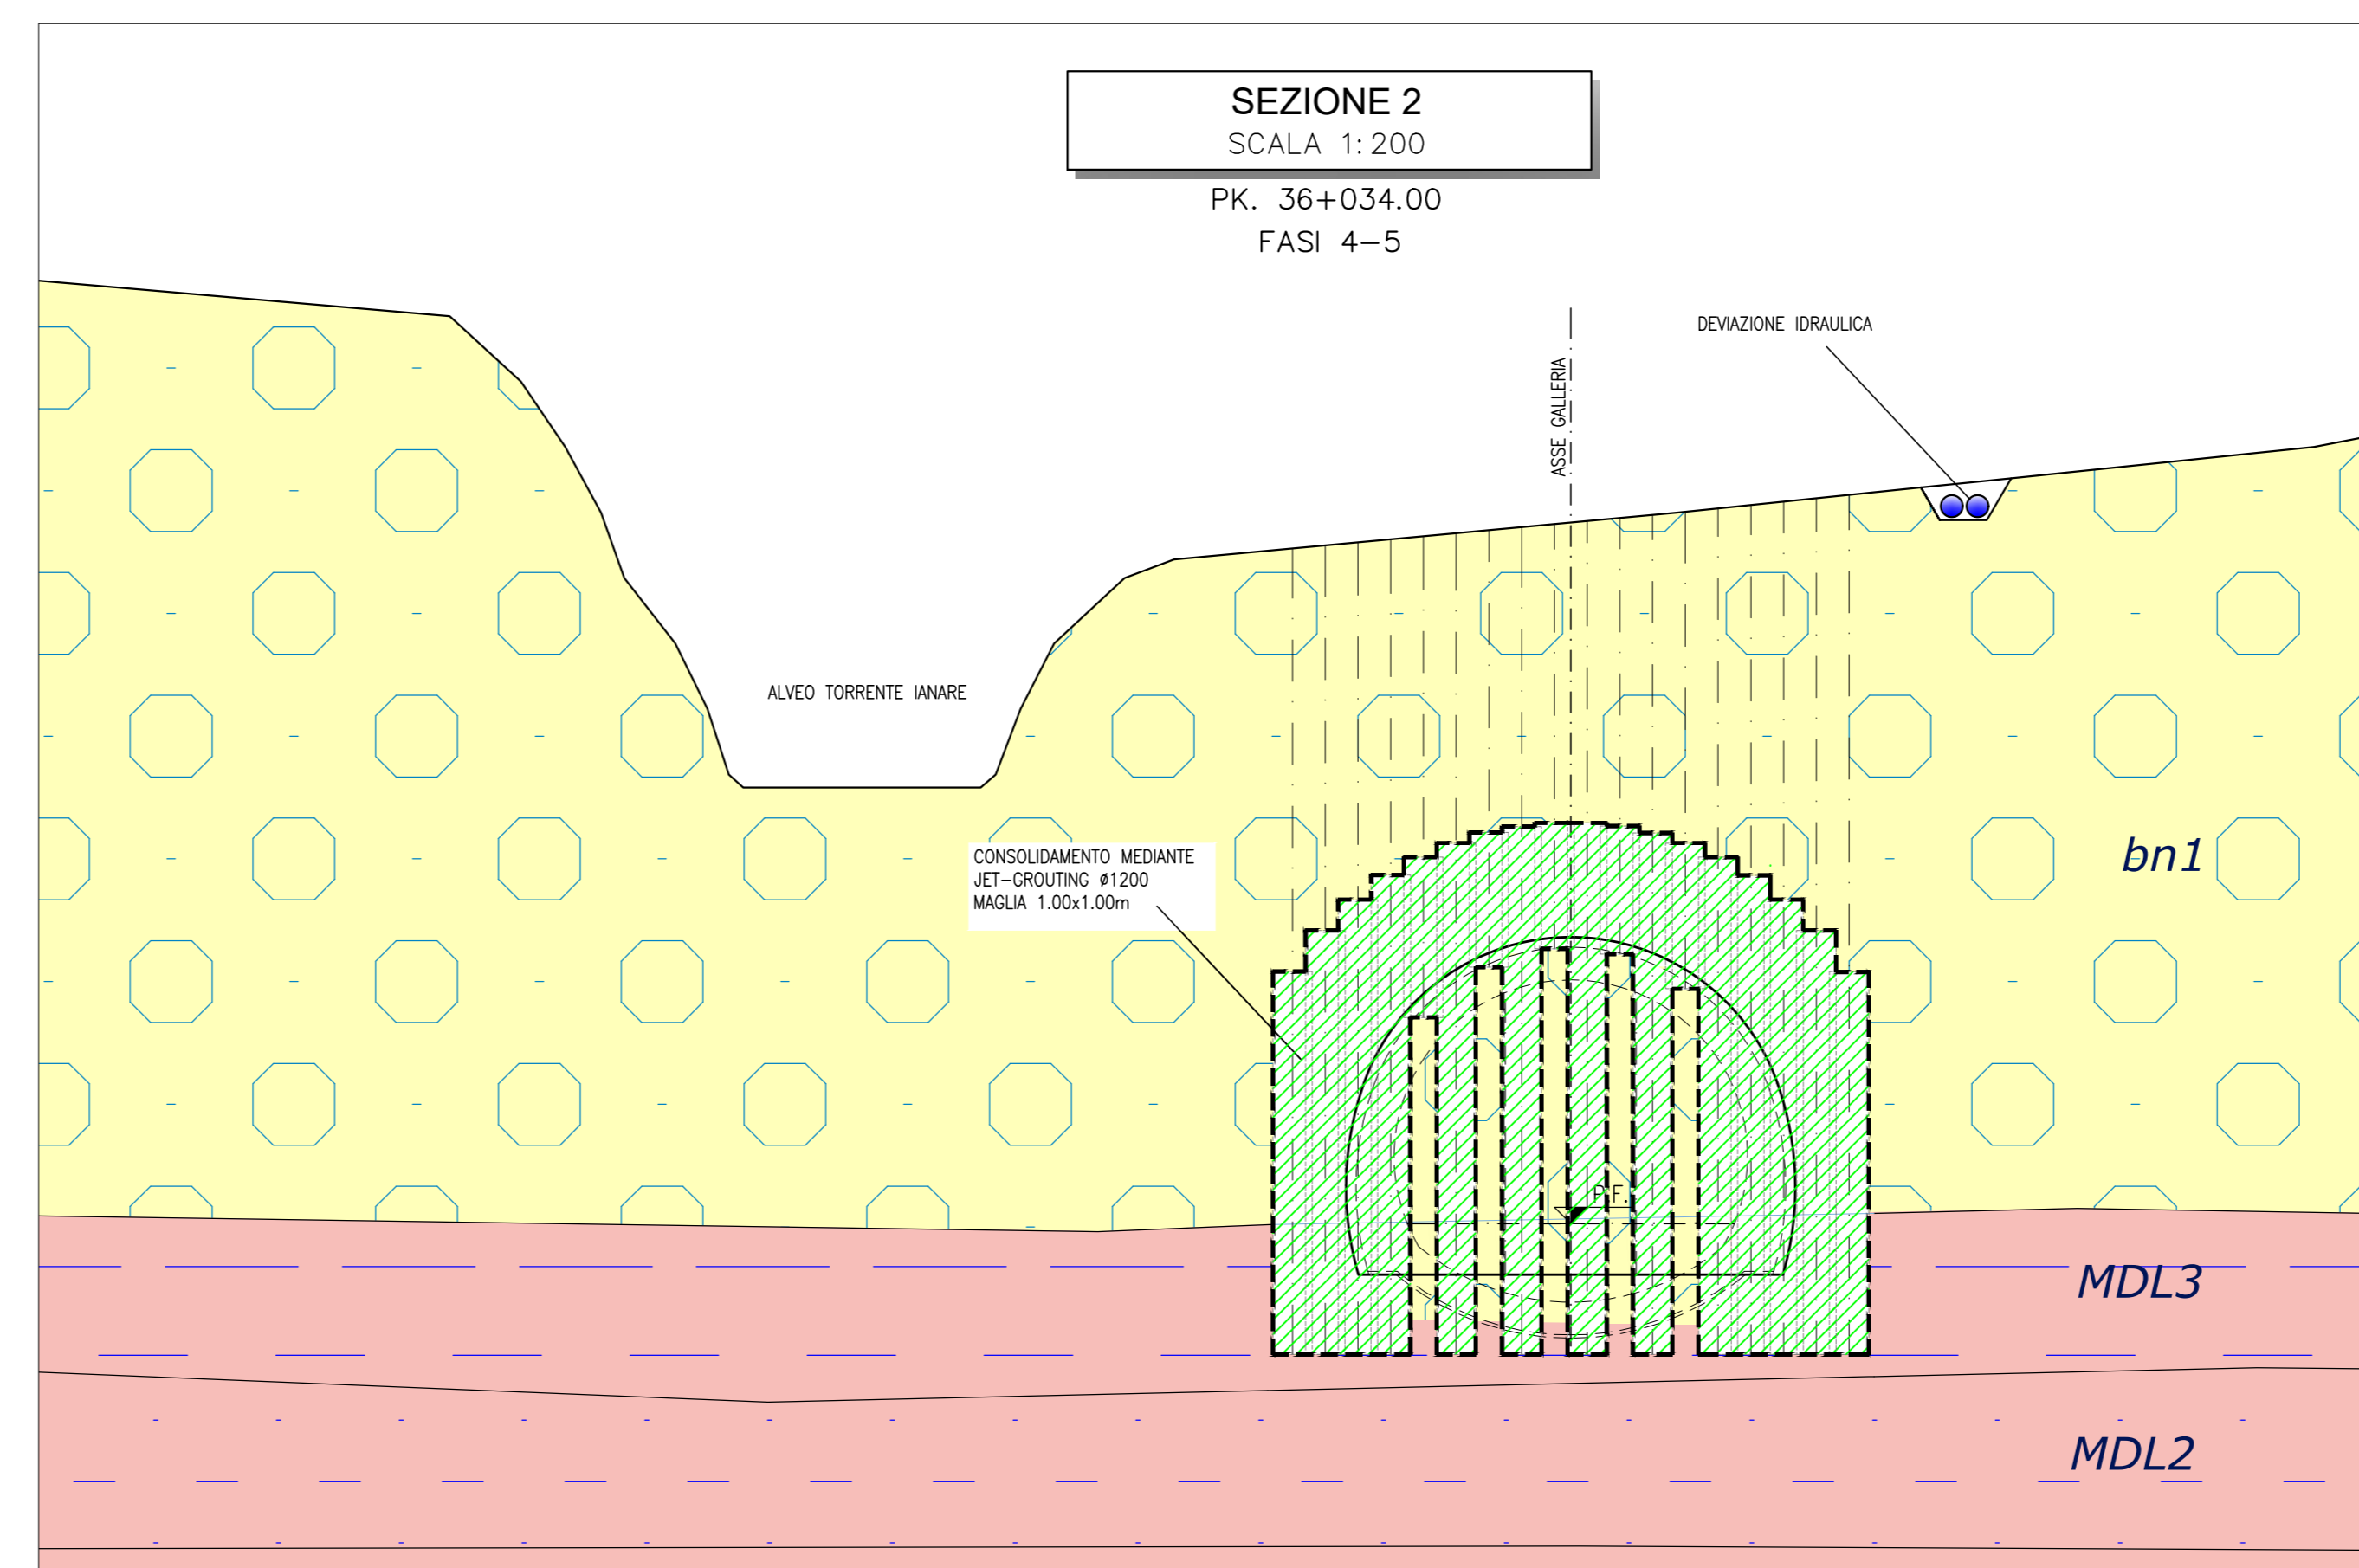 SEZIONE 2
SCALA 1:200
PK. 36+034.00
FASI 4-5
DEVIAZIONE IDRAULICA
ASSE GALLERIA
ALVEO TORRENTE IANARE
CONSOLIDAMENTO MEDIANTE
JET-GROUTING ø1200
MAGLIA 1.00x1.00m
bn1
P.F.
MDL3
MDL2